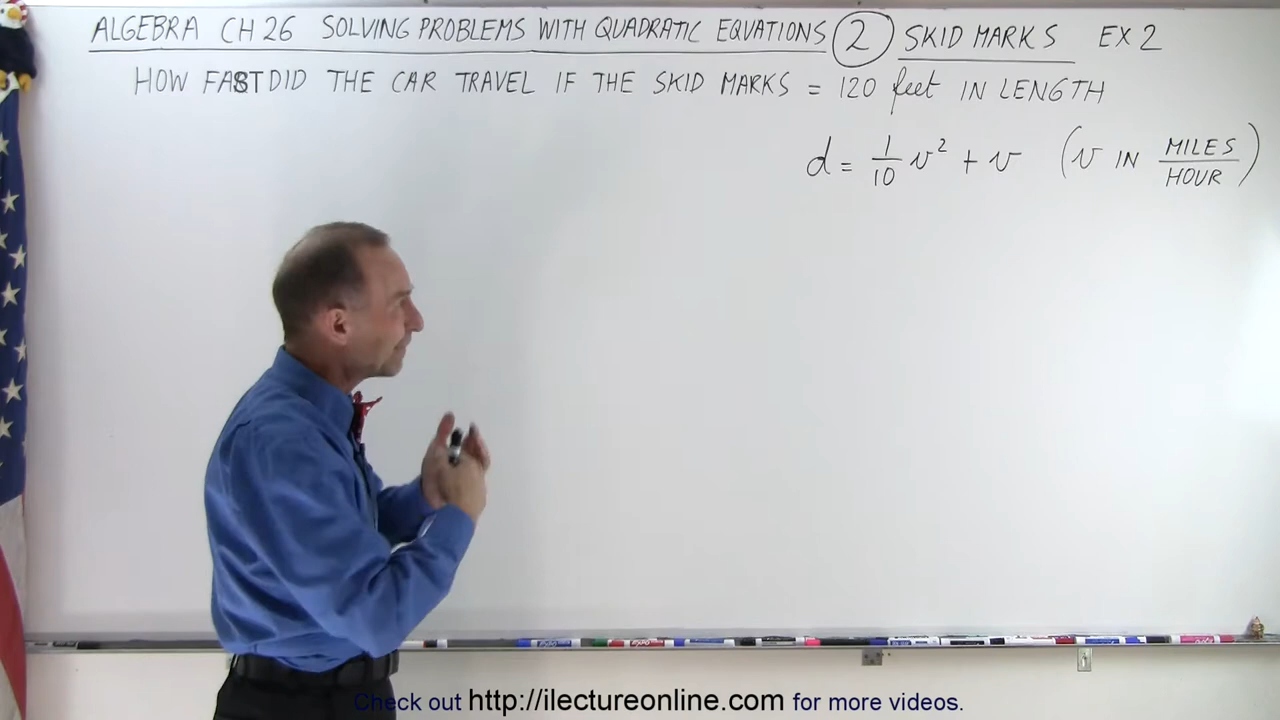 ALGEBRA CH 26 SOLVING PROBLEMS WITH QUADRATIC EQUATIONS 2 SKID MARKS EX 2
HOW FAST DID THE CAR TRAVEL IF THE SKID MARKS = 120 feet IN LENGTH
d = 1/10 v² + v (v IN MILES/HOUR)
Check out http://ilectureonline.com for more videos.